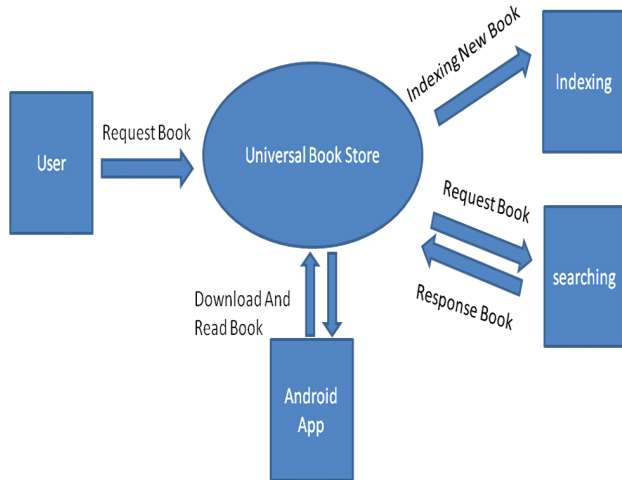 Indexing New Book
Indexing
Request Book
User
Universal Book Store
Request Book
searching
Response Book
Download And
Read Book
Android
App